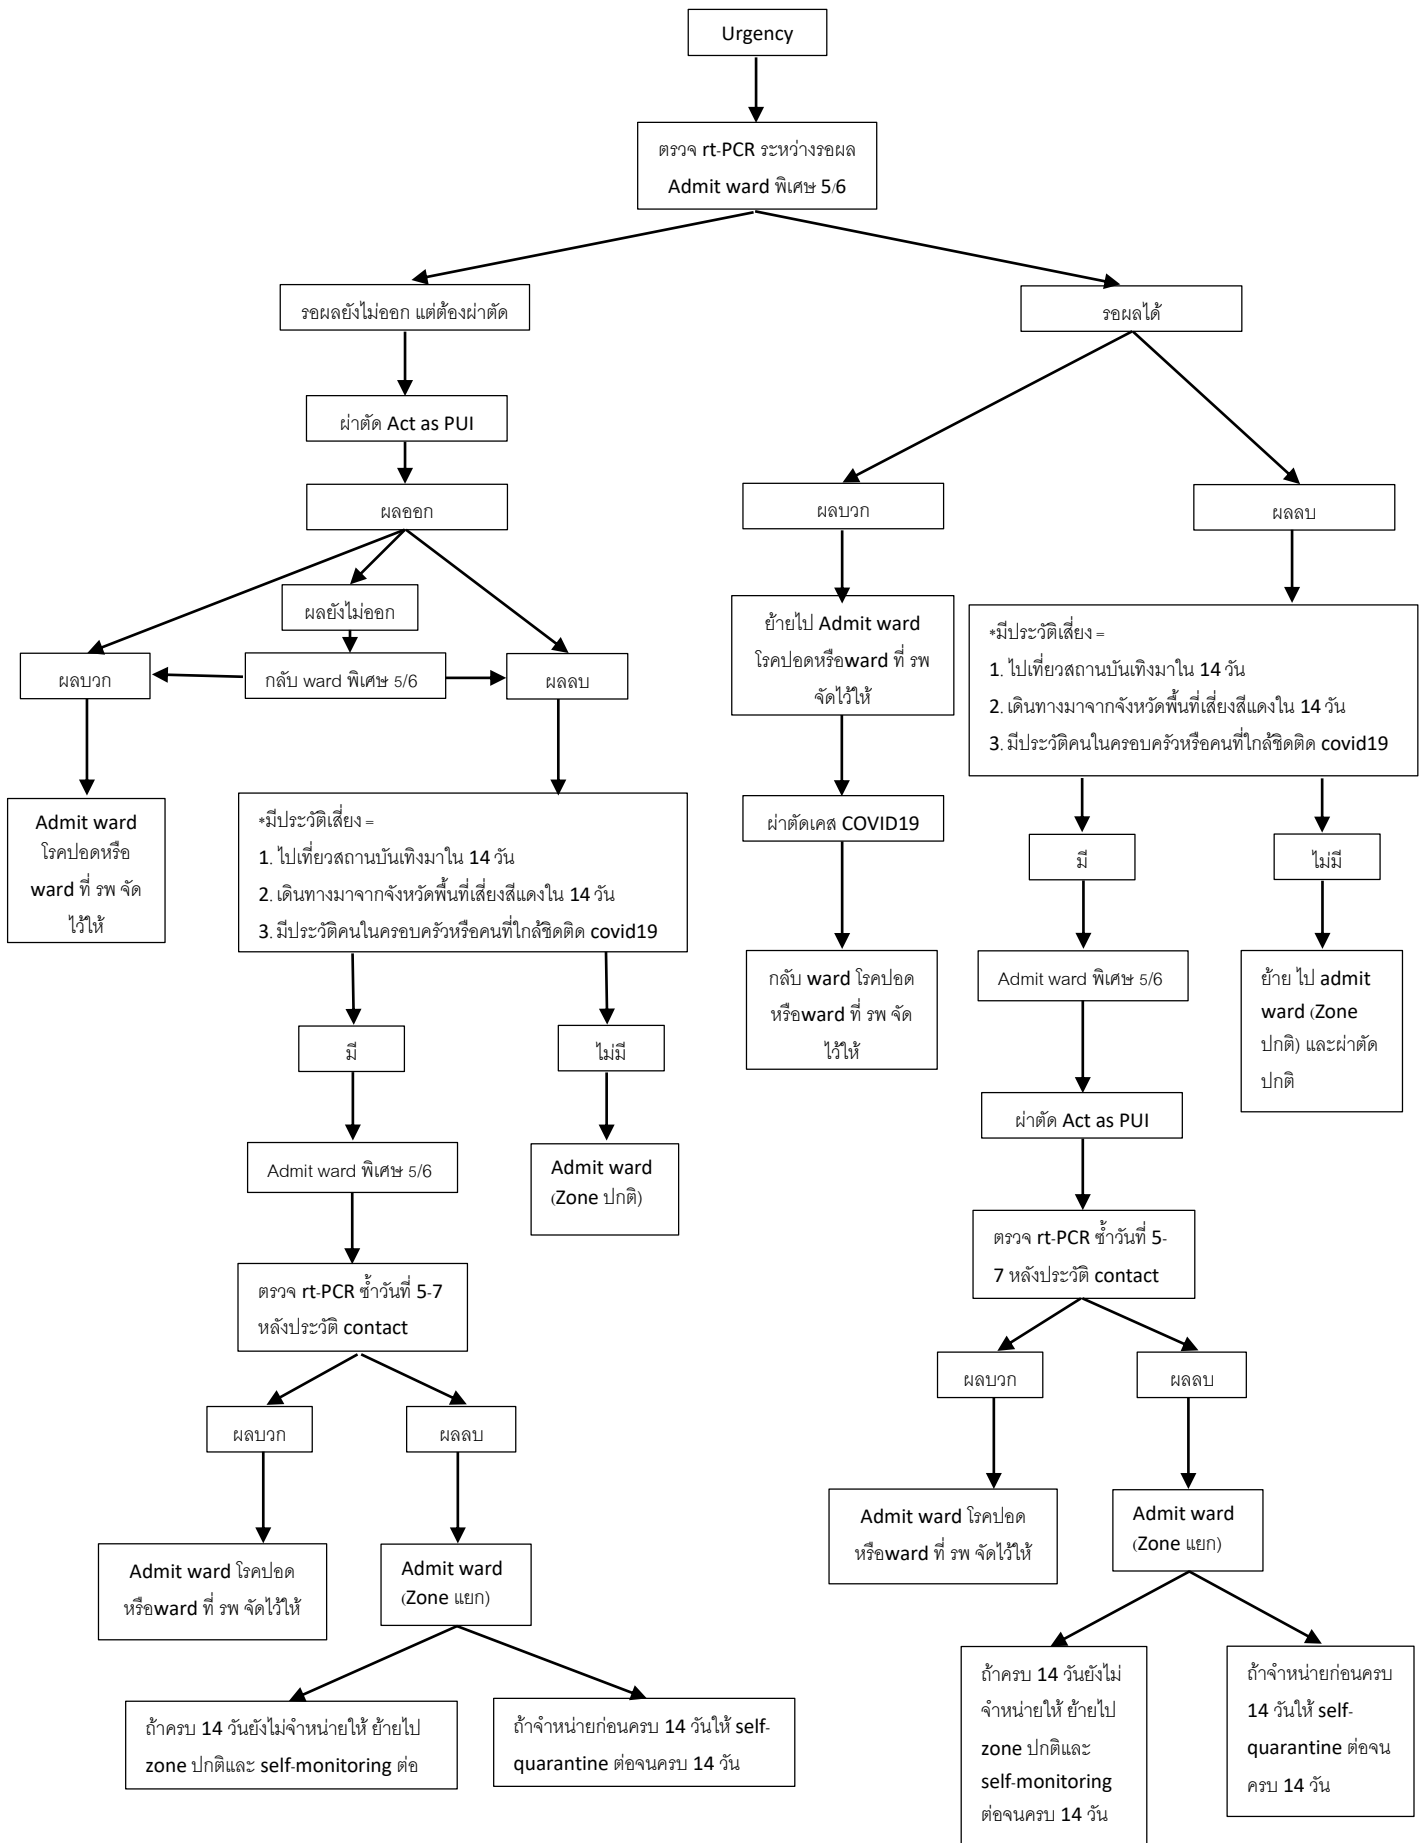 Urgency
ตรวจ rt-PCR ระหว่างรอผล
Admit ward พิเศษ 5/6
รอผลยังไม่ออก แต่ต้องผ่าตัด
รอผลได้
ผ่าตัด Act as PUI
ผลออก
ผลบวก
ผลลบ
ผลยังไม่ออก
ผลบวก
กลับ ward พิเศษ 5/6
ผลลบ
ย้ายไป Admit ward
โรคปอดหรือward ที่ รพ
จัดไว้ให้
*มีประวัติเสี่ยง =
1. ไปเที่ยวสถานบันเทิงมาใน 14 วัน
2. เดินทางมาจากจังหวัดพื้นที่เสี่ยงสีแดงใน 14 วัน
3. มีประวัติคนในครอบครัวหรือคนที่ใกล้ชิดติด covid19
Admit ward
โรคปอดหรือ
ward ที่ รพ จัด
ไว้ให้
*มีประวัติเสี่ยง =
1. ไปเที่ยวสถานบันเทิงมาใน 14 วัน
2. เดินทางมาจากจังหวัดพื้นที่เสี่ยงสีแดงใน 14 วัน
3. มีประวัติคนในครอบครัวหรือคนที่ใกล้ชิดติด covid19
ผ่าตัดเคส COVID19
มี
ไม่มี
กลับ ward โรคปอด
หรือward ที่ รพ จัด
ไว้ให้
Admit ward พิเศษ 5/6
ย้าย ไป admit
ward (Zone
ปกติ) และผ่าตัด
ปกติ
มี
ไม่มี
ผ่าตัด Act as PUI
Admit ward พิเศษ 5/6
Admit ward
(Zone ปกติ)
ตรวจ rt-PCR ซ้ำวันที่ 5-
7 หลังประวัติ contact
ตรวจ rt-PCR ซ้ำวันที่ 5-7
หลังประวัติ contact
ผลบวก
ผลลบ
ผลบวก
ผลลบ
Admit ward โรคปอด
หรือward ที่ รพ จัดไว้ให้
Admit ward
(Zone แยก)
Admit ward โรคปอด
หรือward ที่ รพ จัดไว้ให้
Admit ward
(Zone แยก)
ถ้าครบ 14 วันยังไม่
จำหน่ายให้ ย้ายไป
zone ปกติและ
self-monitoring
ต่อจนครบ 14 วัน
ถ้าจำหน่ายก่อนครบ
14 วันให้ self-
quarantine ต่อจน
ครบ 14 วัน
ถ้าครบ 14 วันยังไม่จำหน่ายให้ ย้ายไป
zone ปกติและ self-monitoring ต่อ
ถ้าจำหน่ายก่อนครบ 14 วันให้ self-
quarantine ต่อจนครบ 14 วัน